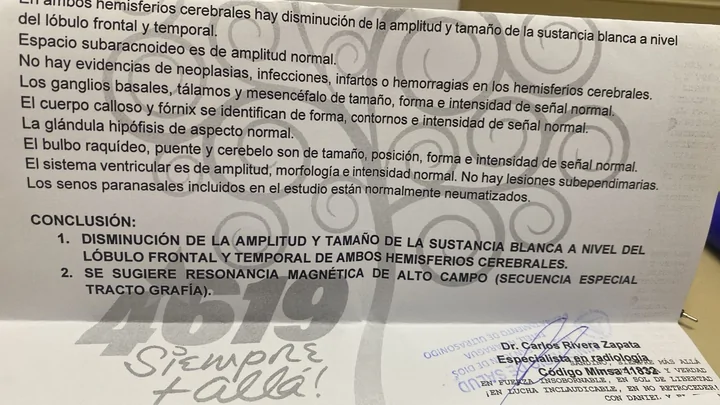 En ambos hemisferios cerebrales hay disminución de la amplitud y tamaño de la sustancia blanca a nivel
del lóbulo frontal y temporal.
Espacio subaracnoideo es de amplitud normal.
No hay evidencias de neoplasias, infecciones, infartos o hemorragias en los hemisferios cerebrales.
Los ganglios basales, tálamos y mesencéfalo de tamaño, forma e intensidad de señal normal.
El cuerpo calloso y fórnix se identifican de forma, contornos e intensidad de señal normal.
La glándula hipófisis de aspecto normal.
El bulbo raquídeo, puente y cerebelo son de tamaño, posición, forma e intensidad de señal normal.
El sistema ventricular es de amplitud, morfología e intensidad normal. No hay lesiones subependimarias.
Los senos paranasales incluidos en el estudio están normalmente neumatizados.
CONCLUSIÓN:
1. DISMINUCIÓN DE LA AMPLITUD Y TAMAÑO DE LA SUSTANCIA BLANCA A NIVEL DEL
LÓBULO FRONTAL Y TEMPORAL DE AMBOS HEMISFERIOS CEREBRALES.
2. SE SUGIERE RESONANCIA MAGNÉTICA DE ALTO CAMPO (SECUENCIA ESPECIAL
TRACTO GRAFÍA).
4619
Siempre
+ allá!
Dr. Carlos Rivera Zapata
Especialista en radiología
Código Minsa 41832
SIEMPRE MÁS ALLÁ
Y VERDAD
EN FUERZA INSOBORNABLE, EN SOL DE LIBERTAD
¡EN LUCHA INCLAUDICABLE, EN NO RETROCEDER!
CON DANIEL Y